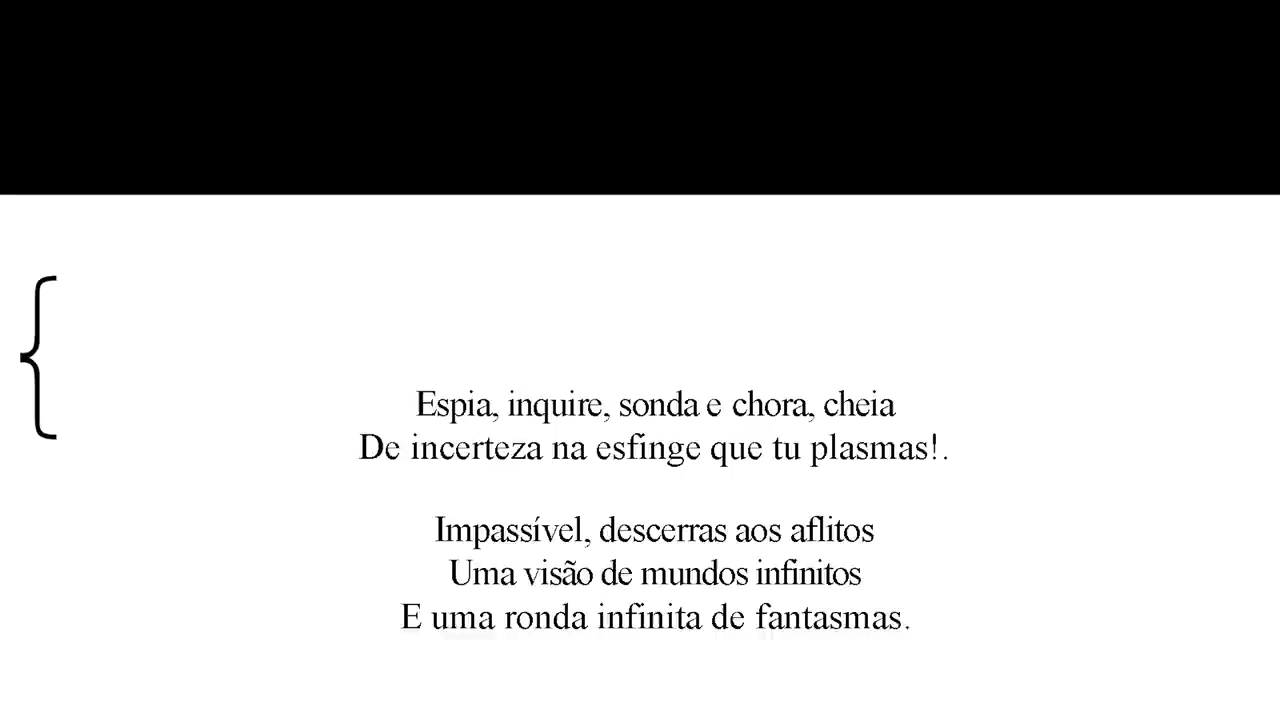 Espia, inquire, sonda e chora, cheia
De incerteza na esfinge que tu plasmas!.
Impassível, descerras aos aflitos
Uma visão de mundos infinitos
E uma ronda infinita de fantasmas.